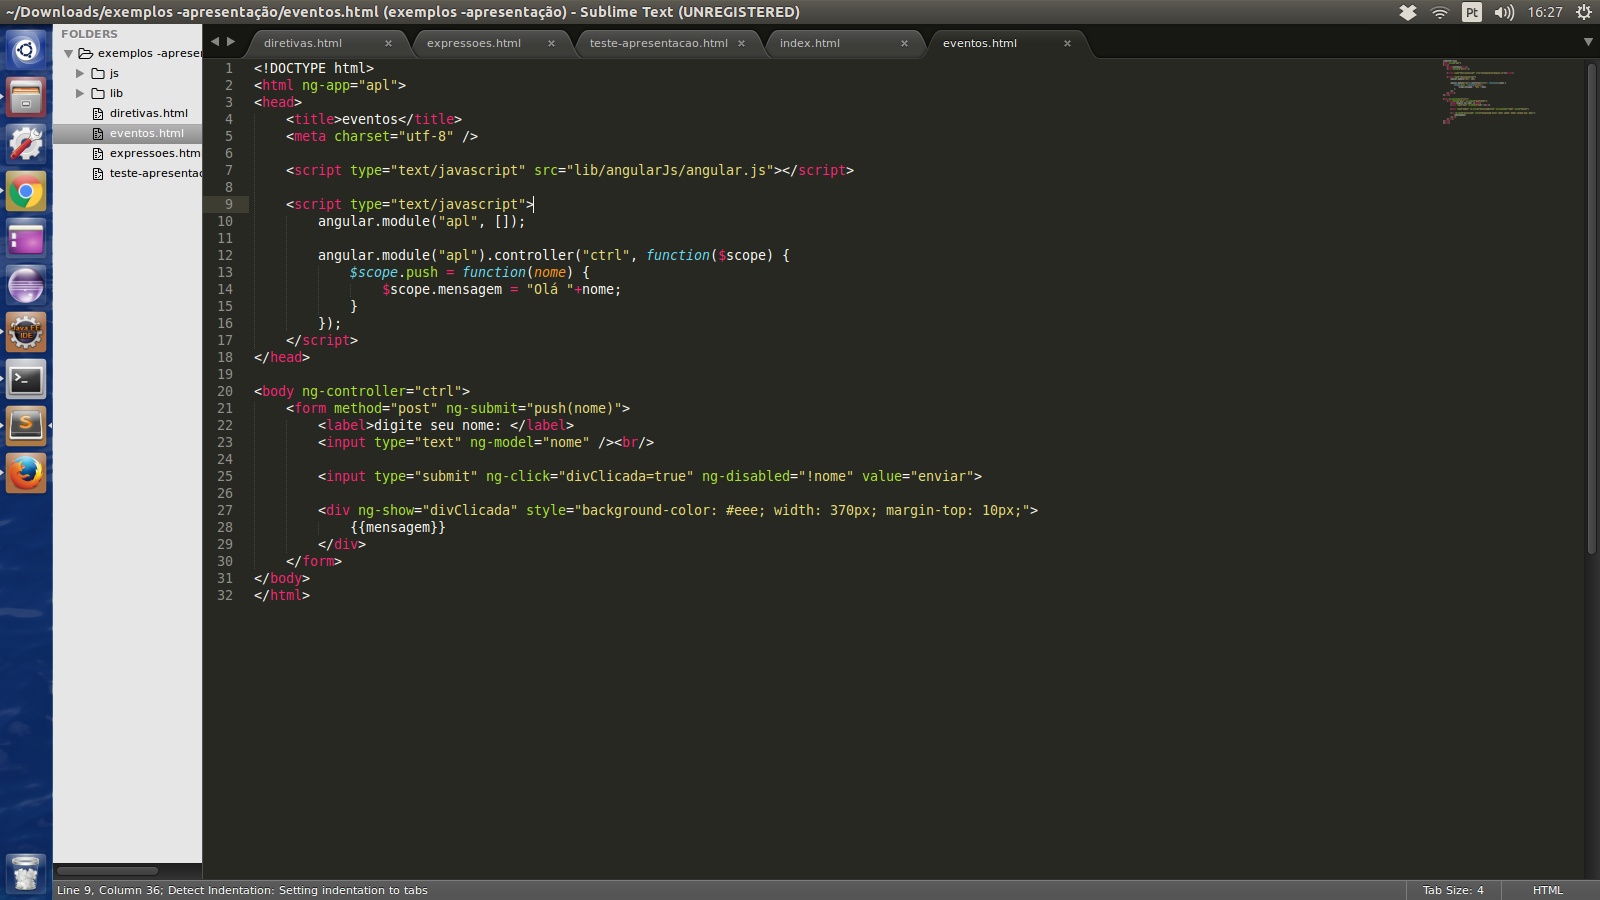 ~/Downloads/exemplos -apresentação/eventos.html (exemplos -apresentação) - Sublime Text (UNREGISTERED)
Pt
16:27
FOLDERS
exemplos -apresen
js
lib
diretivas.html
eventos.html
expressoes.htm
teste-apresentac
diretivas.html
expressoes.html
teste-apresentacao.html
index.html
eventos.html
1 <!DOCTYPE html>
2 <html ng-app="apl">
3 <head>
4 <title>eventos</title>
5 <meta charset="utf-8" />
6
7 <script type="text/javascript" src="lib/angularJs/angular.js"></script>
8
9 <script type="text/javascript">
10 angular.module("apl", []);
11
12 angular.module("apl").controller("ctrl", function($scope) {
13 $scope.push = function(nome) {
14 $scope.mensagem = "Olá "+nome;
15 }
16 });
17 </script>
18 </head>
19
20 <body ng-controller="ctrl">
21 <form method="post" ng-submit="push(nome)">
22 <label>digite seu nome: </label>
23 <input type="text" ng-model="nome" /><br/>
24
25 <input type="submit" ng-click="divClicada=true" ng-disabled="!nome" value="enviar">
26
27 <div ng-show="divClicada" style="background-color: #eee; width: 370px; margin-top: 10px;">
28 {{mensagem}}
29 </div>
30 </form>
31 </body>
32 </html>
Java EE
IDE
Line 9, Column 36; Detect Indentation: Setting indentation to tabs
Tab Size: 4
HTML